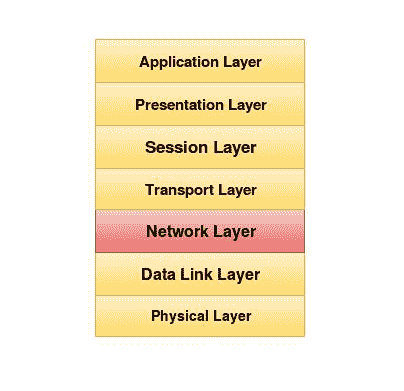 Application Layer
Presentation Layer
Session Layer
Transport Layer
Network Layer
Data Link Layer
Physical Layer